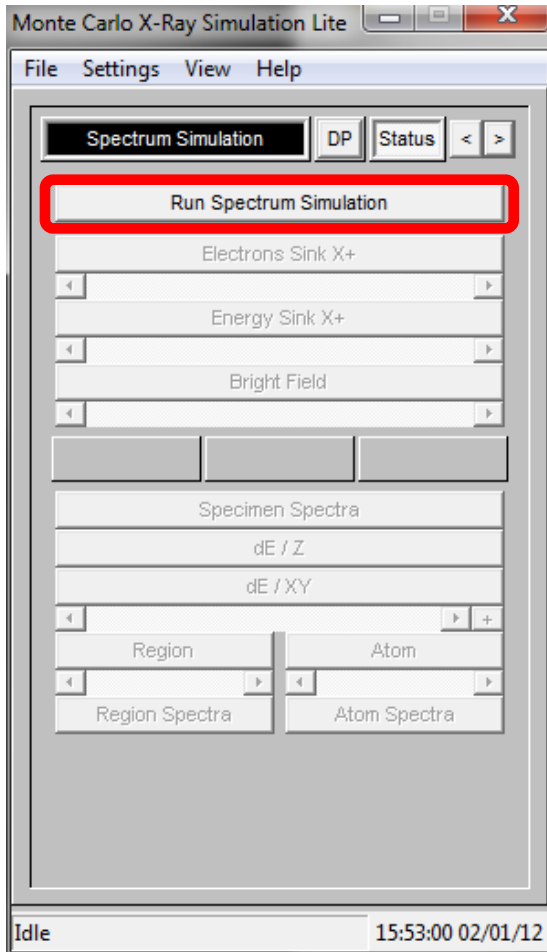 Monte Carlo X-Ray Simulation Lite
File Settings View Help
Spectrum Simulation DP Status < >
Run Spectrum Simulation
Electrons Sink X+
Energy Sink X+
Bright Field
Specimen Spectra
dE / Z
dE / XY
+
Region Atom
Region Spectra Atom Spectra
Idle 15:53:00 02/01/12